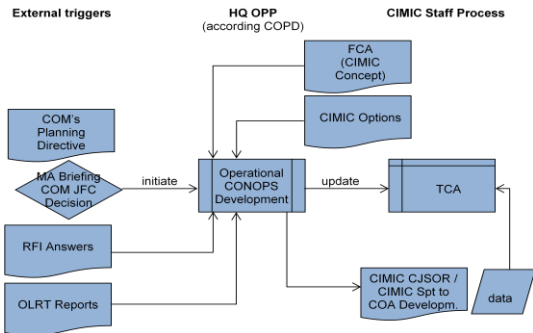 External triggers
HQ OPP
(according COPD)
CIMIC Staff Process
FCA
(CIMIC
Concept)
CIMIC Options
COM's
Planning
Directive
MA Briefing
COM JFC
Decision
initiate
Operational
CONOPS
Development
update
TCA
RFI Answers
OLRT Reports
CIMIC CJSOR /
CIMIC Spt to
COA Developm.
data